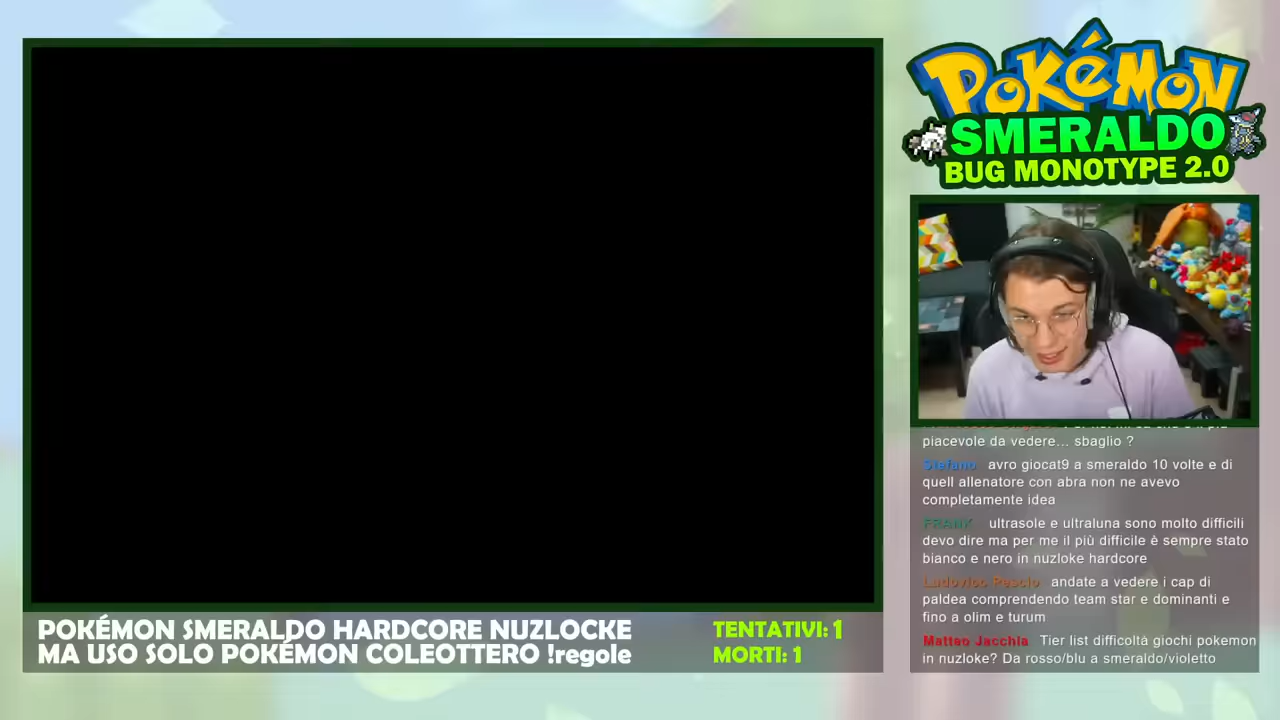 POKÉMON
SMERALDO
BUG MONOTYPE 2.0
piacevole da vedere... sbaglio ?
Stefano avro giocat9 a smeraldo 10 volte e di
quell allenatore con abra non ne avevo
completamente idea
FRANK ultrasole e ultraluna sono molto difficili
devo dire ma per me il più difficile è sempre stato
bianco e nero in nuzloke hardcore
Ludovico Pescio andate a vedere i cap di
paldea comprendendo team star e dominanti e
fino a olim e turum
Matteo Jacchia Tier list difficoltà giochi pokemon
in nuzloke? Da rosso/blu a smeraldo/violetto
POKÉMON SMERALDO HARDCORE NUZLOCKE
MA USO SOLO POKÉMON COLEOTTERO !regole
TENTATIVI: 1
MORTI: 1